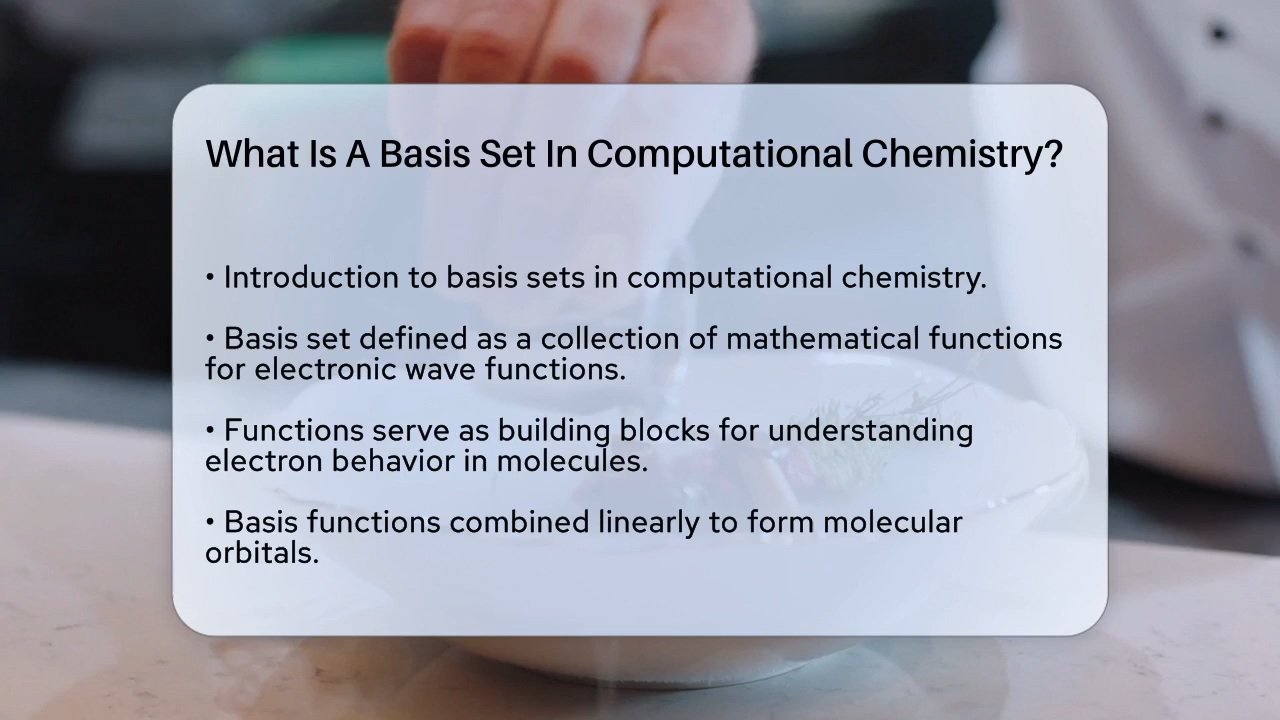 What Is A Basis Set In Computational Chemistry?
• Introduction to basis sets in computational chemistry.
• Basis set defined as a collection of mathematical functions
for electronic wave functions.
• Functions serve as building blocks for understanding
electron behavior in molecules.
• Basis functions combined linearly to form molecular
orbitals.